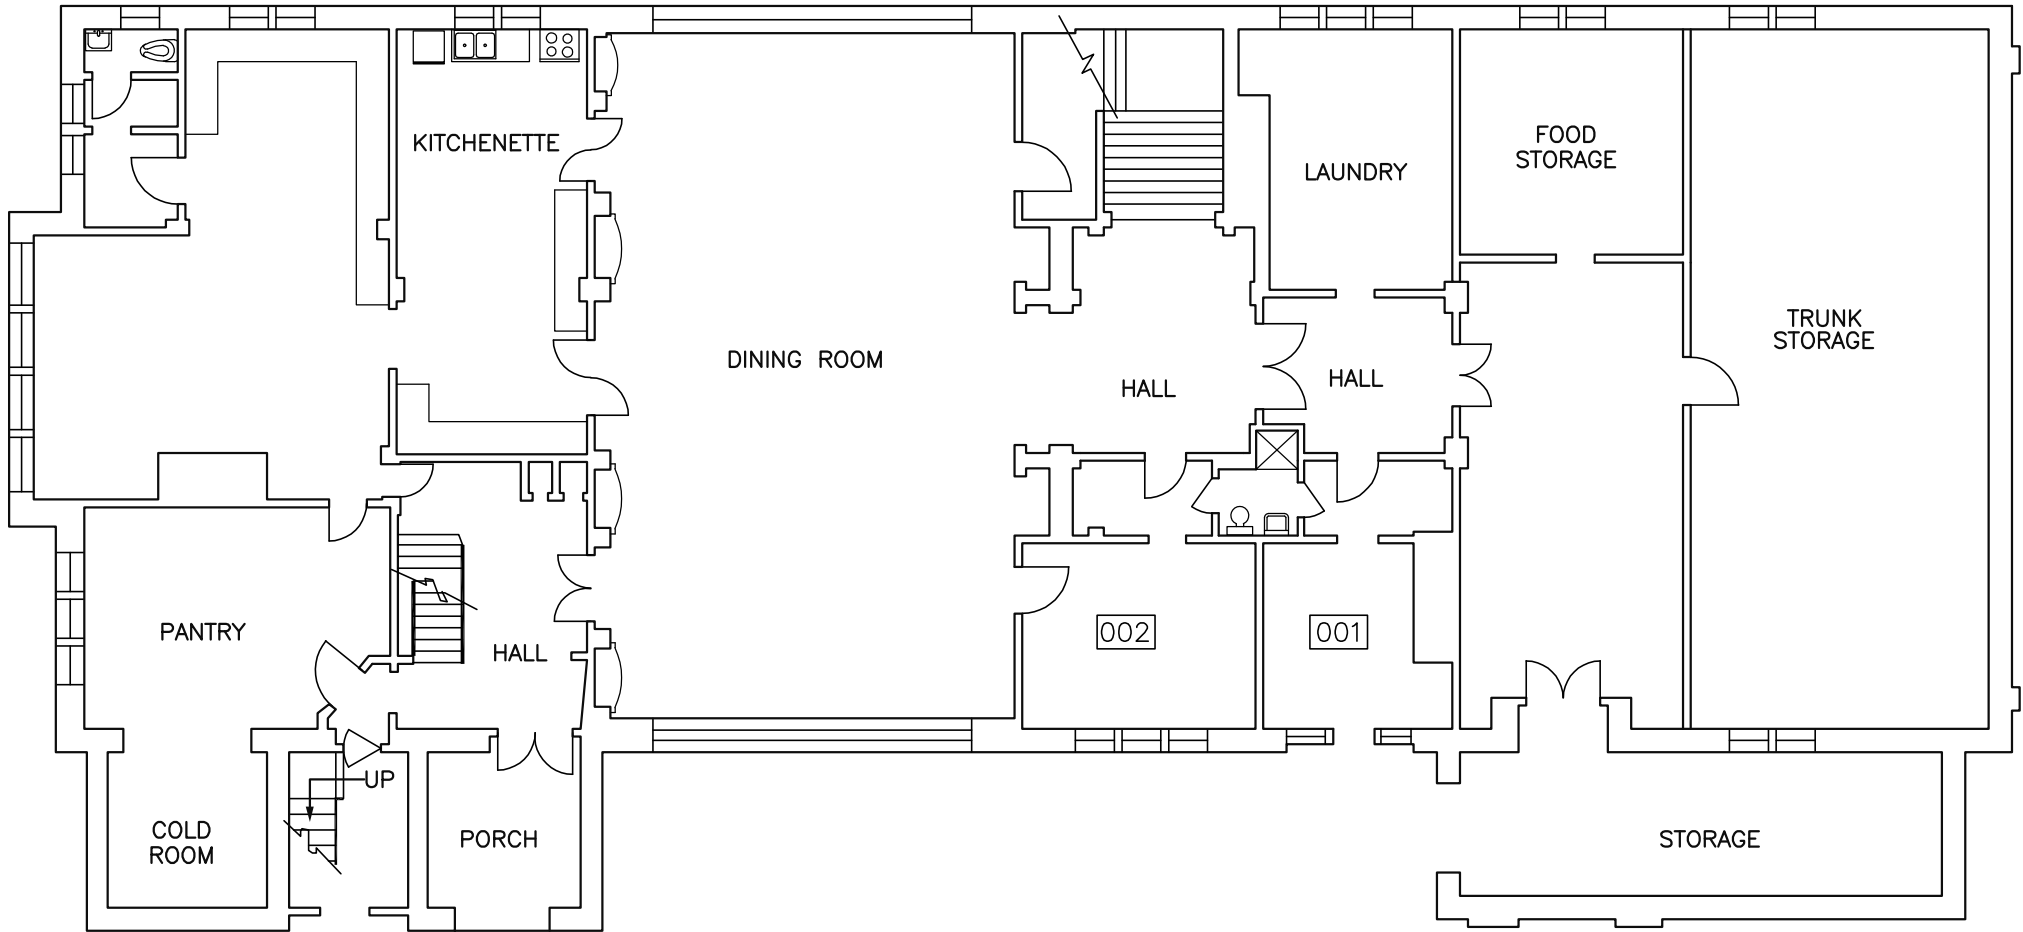 KITCHENETTE
FOOD
STORAGE
LAUNDRY
TRUNK
STORAGE
DINING ROOM
HALL
HALL
PANTRY
HALL
002
001
UP
COLD
ROOM
PORCH
STORAGE